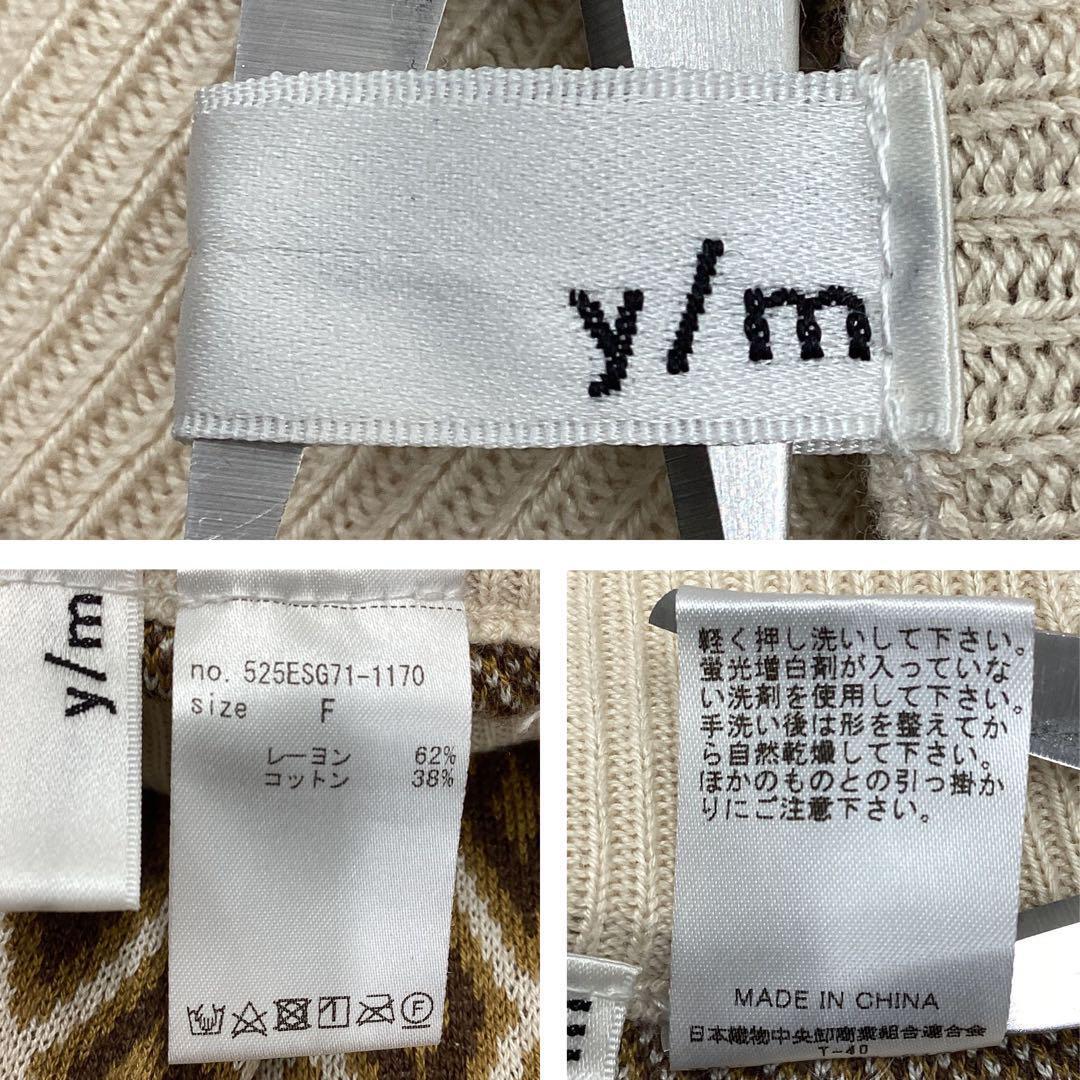 y/m
y/m
no. 525ESG71-1170
size F
レーヨン 62%
コットン 38%
軽く押し洗いして下さい。
蛍光増白剤が入っていな
い洗剤を使用して下さい。
手洗い後は形を整えてか
ら自然乾燥して下さい。
ほかのものとの引っ掛か
りにご注意下さい。
MADE IN CHINA
日本織物中央卸商業組合連合会
T-40